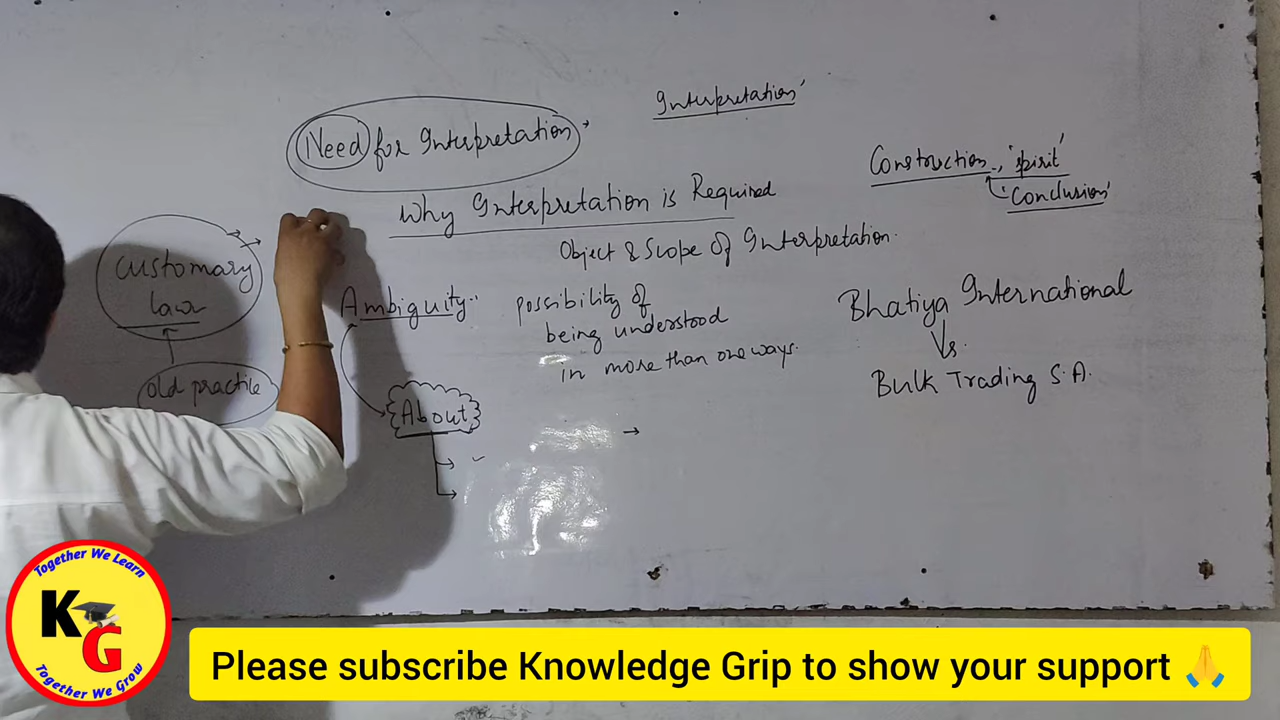 Interpretation'
Need for Interpretation
Construction , 'spirit'
'Conclusion'
Why Interpretation is Required
Object & Scope of Interpretation.
customary
law
Ambiguity:
possibility of
being understood
in more than one ways.
Bhatiya International
Vs.
Bulk Trading S.A.
old practice
About
Together We Learn
KG
Together We Grow
Please subscribe Knowledge Grip to show your support 🙏